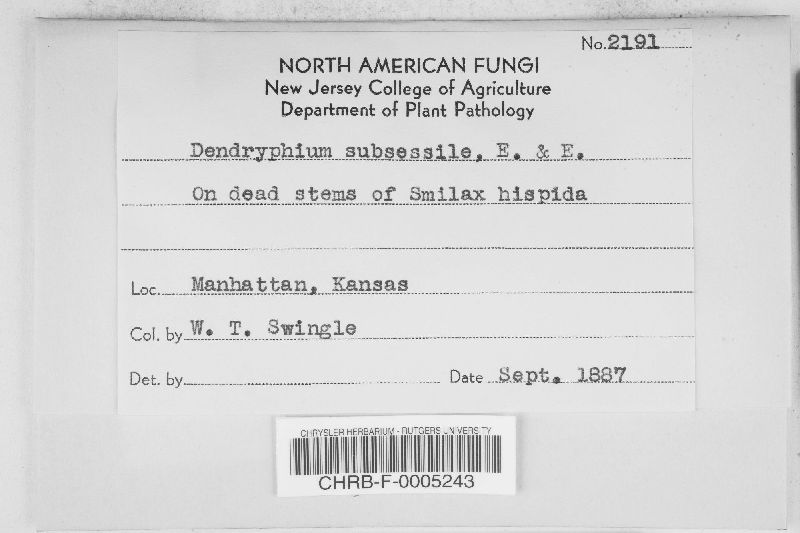 No. 2191
NORTH AMERICAN FUNGI
New Jersey College of Agriculture
Department of Plant Pathology
Dendryphium subsessile, E. & E.
On dead stems of Smilax hispida
Loc. Manhattan, Kansas
Col. by W. T. Swingle
Det. by
Date Sept. 1887
CHRYSLER HERBARIUM - RUTGERS UNIVERSITY
CHRB-F-0005243